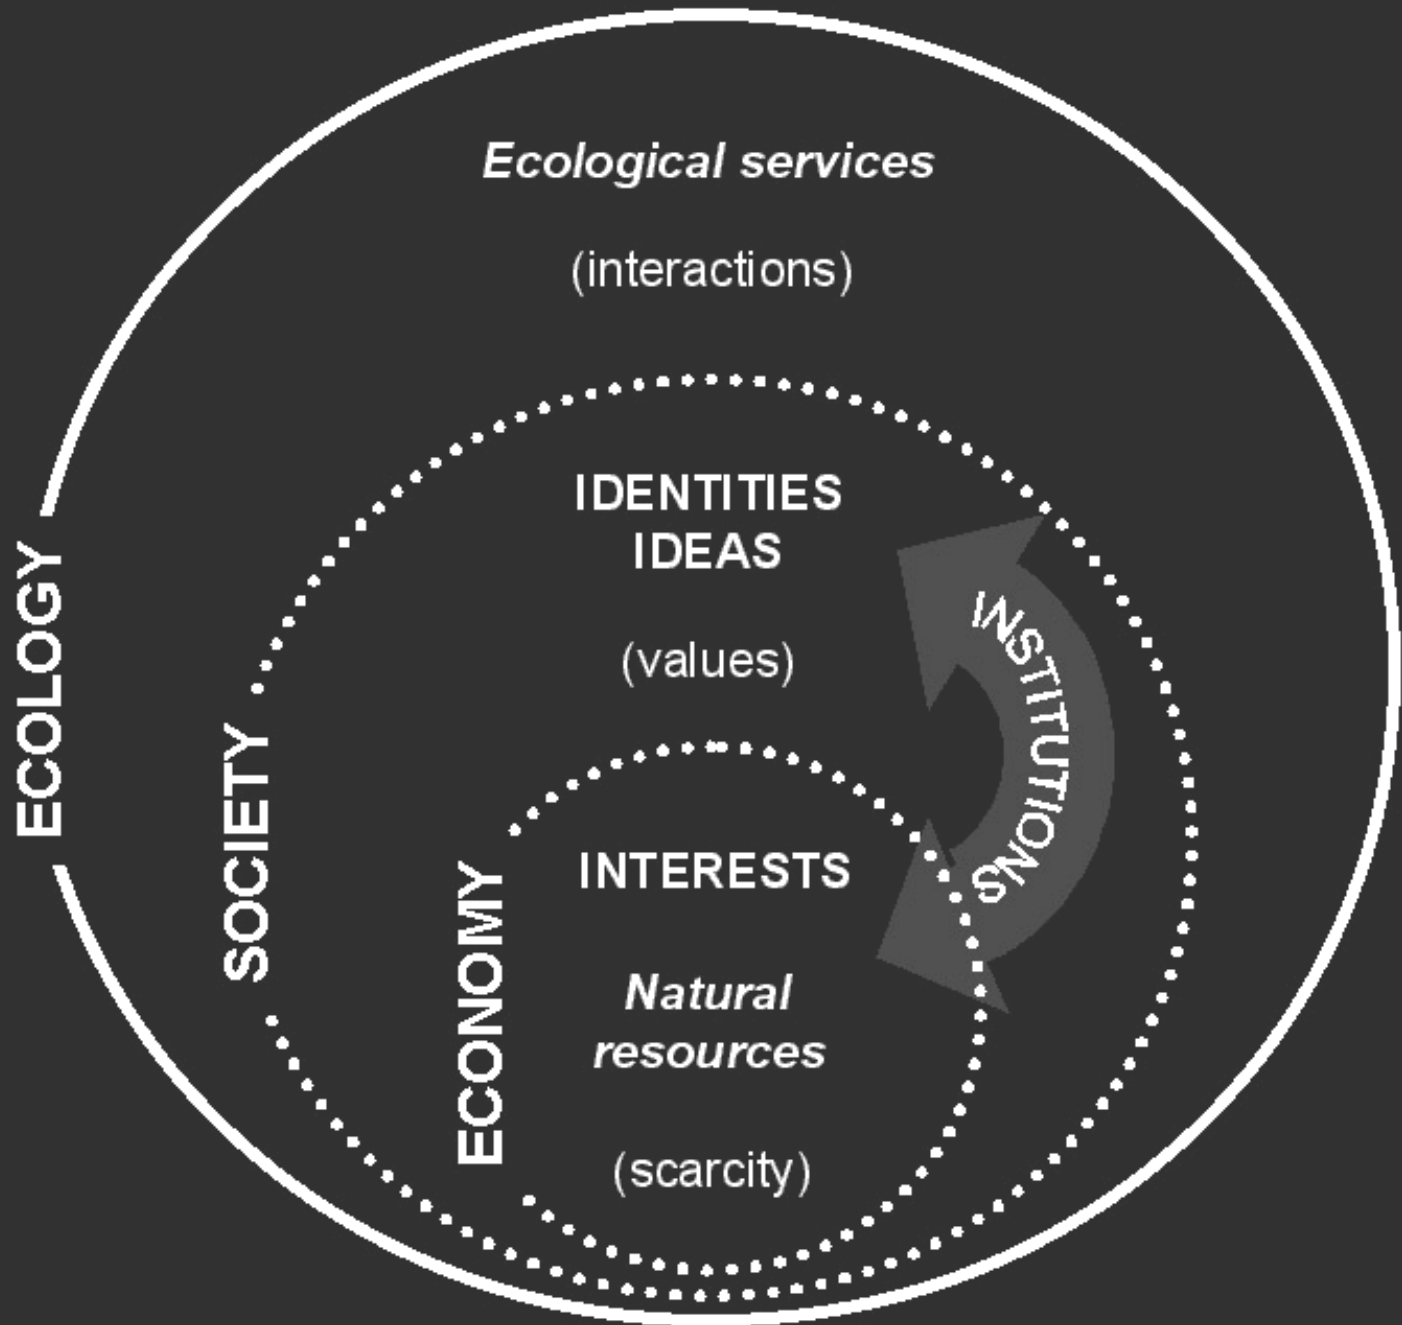 Ecological services
(interactions)
IDENTITIES
IDEAS
(values)
INSTITUTIONS
ECOLOGY
SOCIETY
ECONOMY
INTERESTS
Natural
resources
(scarcity)